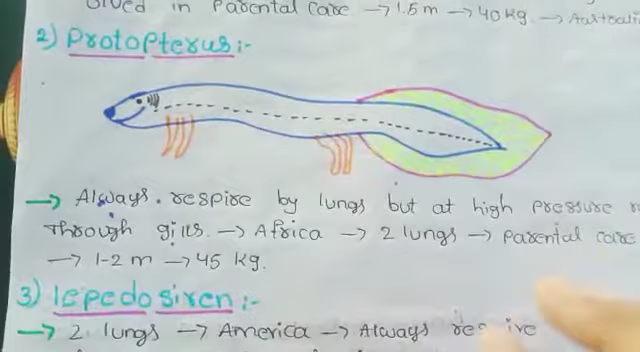 in Parental care → 1.5 m → 40 kg. →
2) Protopterus:-
→ Always. respire by lungs but at high pressure
through gills. → Africa → 2 lungs → parental care
→ 1-2 m → 45 kg.
3) lepedosiren:-
→ 2 lungs → America → Always